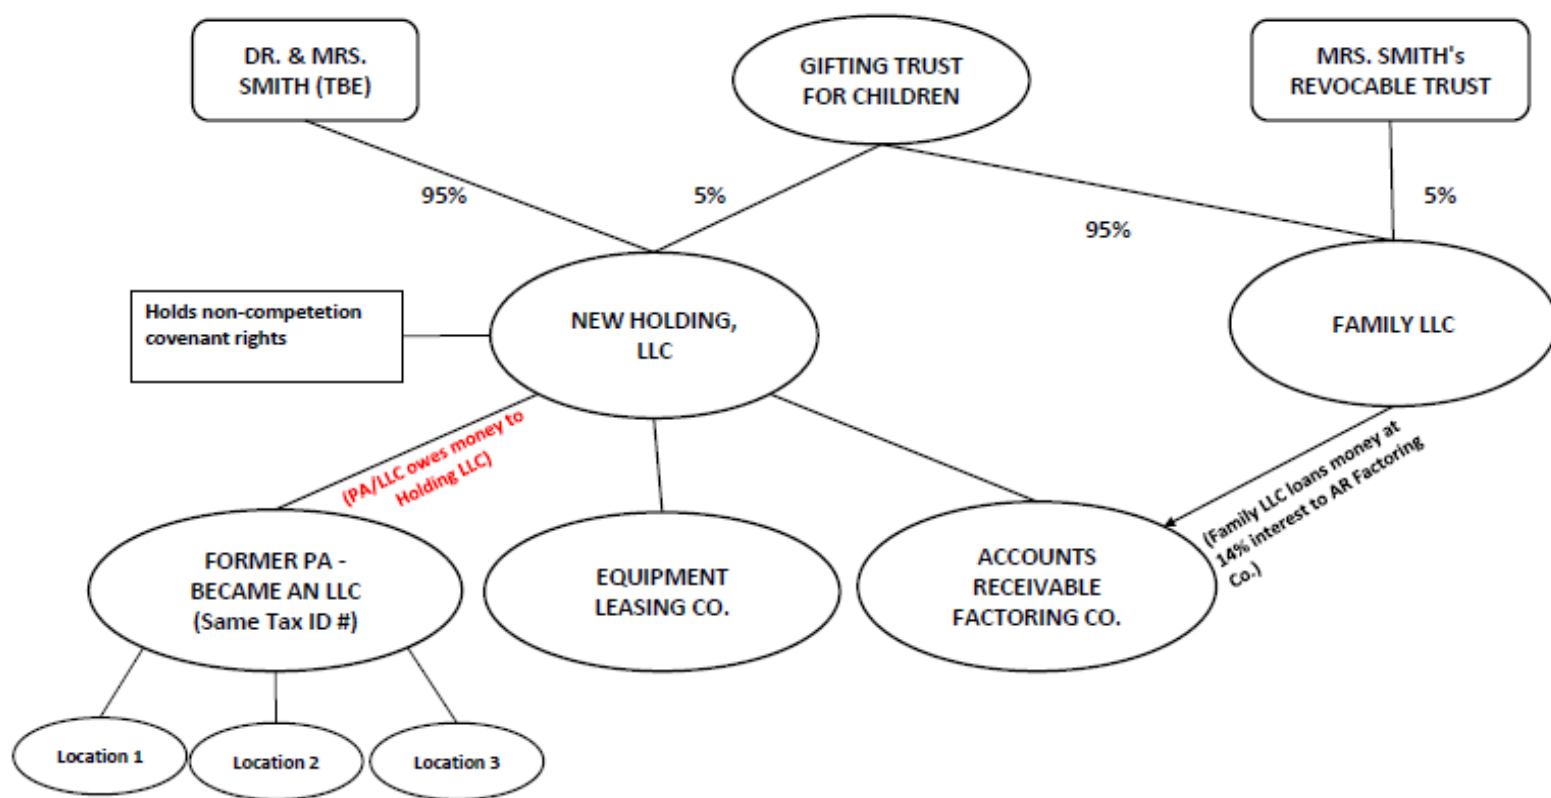 DR. & MRS.
SMITH (TBE)
GIFTING TRUST
FOR CHILDREN
MRS. SMITH's
REVOCABLE TRUST
95%
5%
95%
5%
Holds non-competetion
covenant rights
NEW HOLDING,
LLC
FAMILY LLC
(PA/LLC owes money to
Holding LLC)
(Family LLC loans money at
14% interest to AR Factoring
Co.)
FORMER PA -
BECAME AN LLC
(Same Tax ID #)
EQUIPMENT
LEASING CO.
ACCOUNTS
RECEIVABLE
FACTORING CO.
Location 1
Location 2
Location 3